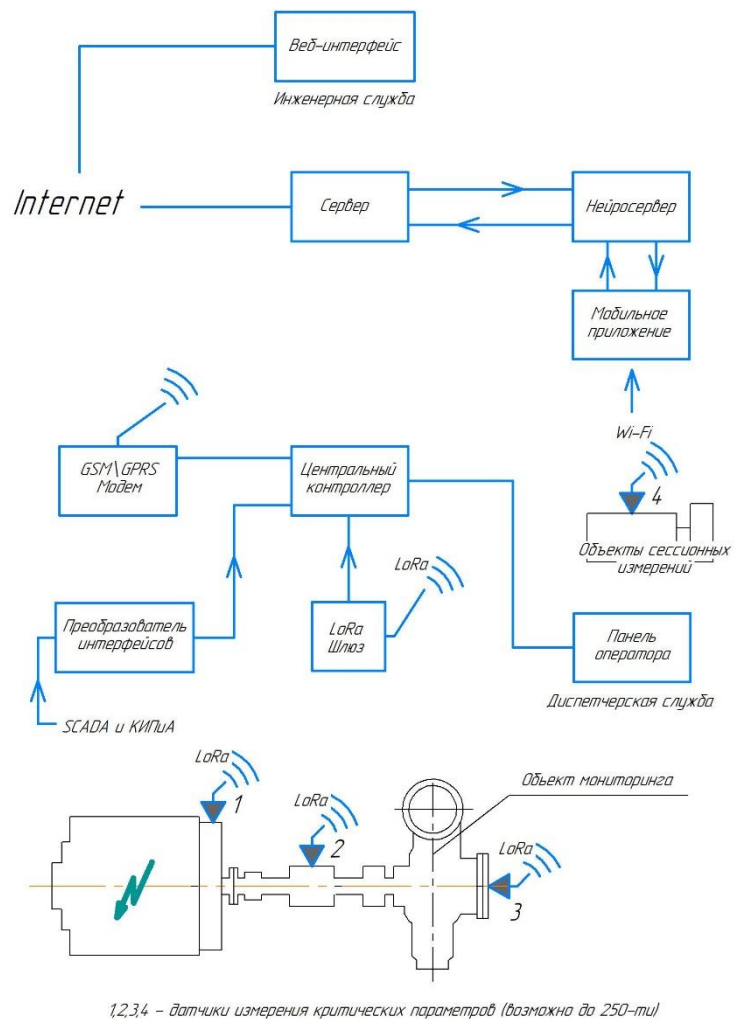 Веб-интерфейс
Инженерная служба
Internet
Сервер
Нейросервер
Мобильное
приложение
Wi-Fi
GSM\GPRS
Модем
Центральный
контроллер
4
Объекты сессионных
измерений
LoRa
Преобразователь
интерфейсов
LoRa
Шлюз
Панель
оператора
Диспетчерская служба
SCADA и КИПиА
LoRa
1
LoRa
2
Объект мониторинга
LoRa
3
1,2,3,4 - датчики измерения критических параметров (возможно до 250-ти)